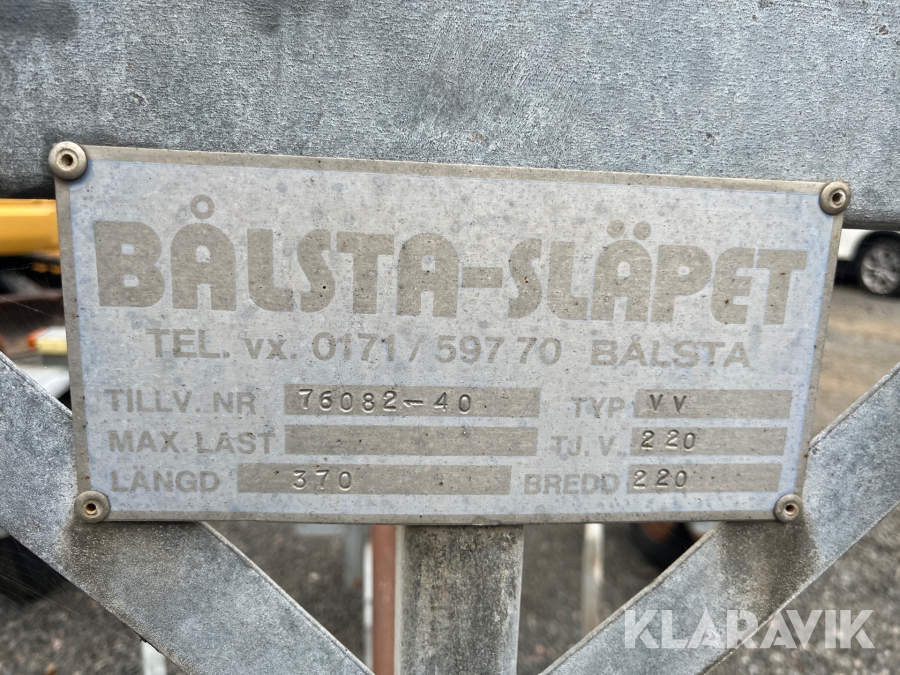 BÅLSTA-SLÄPET
TEL. vx. 0171/597 70 BÅLSTA
TILLV. NR 76082-40 TYP VV
MAX. LAST TJ.V. 220
LÄNGD 370 BREDD 220
KLARAVIK